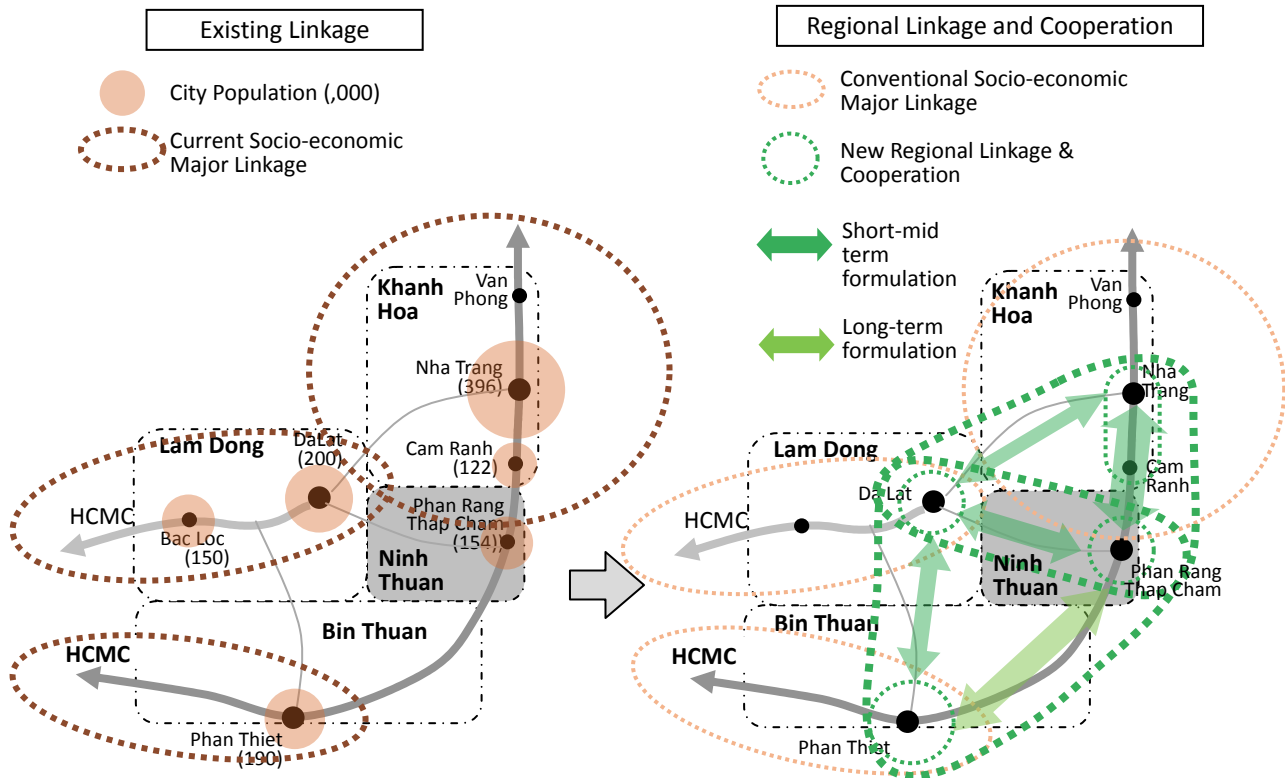 Existing Linkage
City Population (,000)
Current Socio-economic
Major Linkage
Khanh
Hoa
Van
Phong
Nha Trang
(396)
Lam Dong
DaLat
(200)
Cam Ranh
(122)
HCMC
Bac Loc
(150)
Phan Rang
Thap Cham
(154))
Ninh
Thuan
Bin Thuan
HCMC
Phan Thiet
(190)
Regional Linkage and Cooperation
Conventional Socio-economic
Major Linkage
New Regional Linkage &
Cooperation
Short-mid
term
formulation
Long-term
formulation
Khanh
Hoa
Van
Phong
Nha
Trang
Lam Dong
Cam
Ranh
Da Lat
HCMC
Ninh
Thuan
Phan Rang
Thap Cham
Bin Thuan
HCMC
Phan Thiet